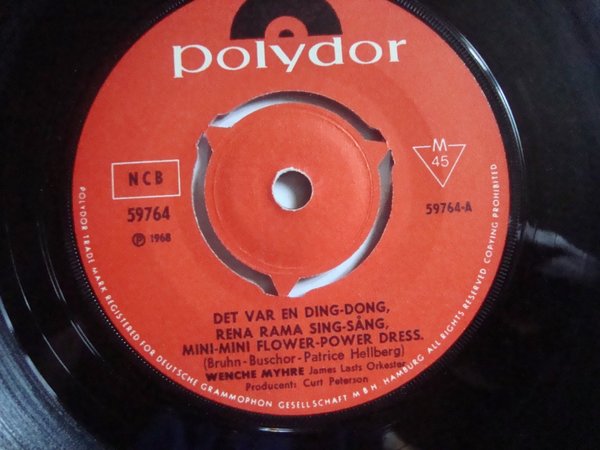 polydor
M
45
NCB
59764
59764-A
℗ 1968
DET VAR EN DING-DONG,
RENA RAMA SING-SÅNG,
MINI-MINI FLOWER-POWER DRESS.
(Bruhn-Buschor-Patrice Hellberg)
WENCHE MYHRE James Lasts Orkester
Producent: Curt Peterson
POLYDOR TRADE MARK REGISTERED FOR DEUTSCHE GRAMMOPHON GESELLSCHAFT M B H HAMBURG ALL RIGHTS RESERVED COPYING PROHIBITED